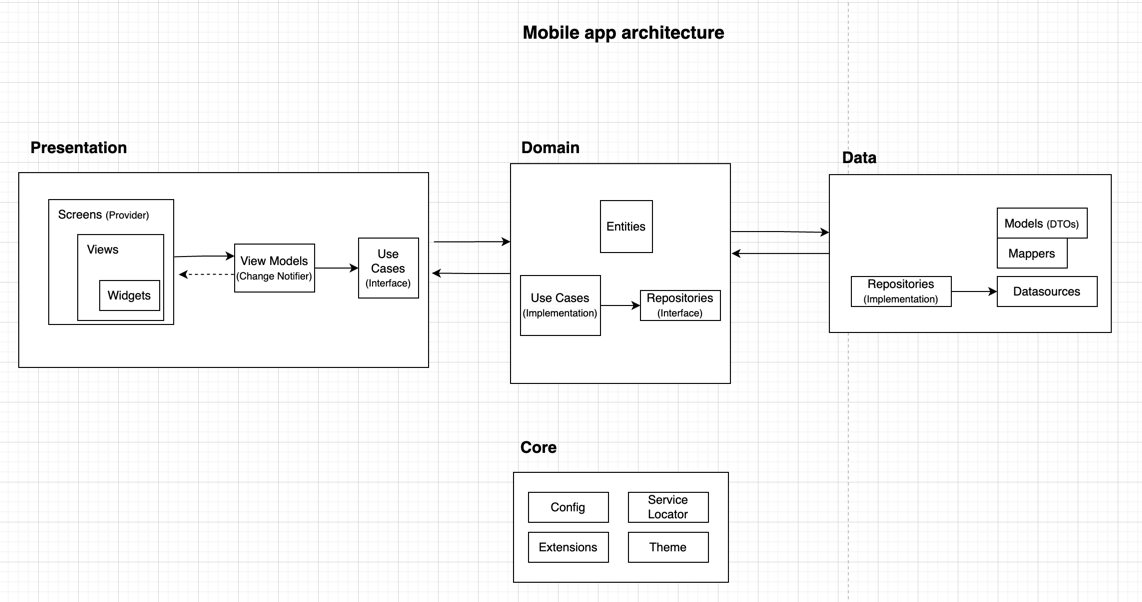 Mobile app architecture
Presentation
Screens (Provider)
Views
Widgets
View Models
(Change Notifier)
Use
Cases
(Interface)
Domain
Entities
Use Cases
(Implementation)
Repositories
(Interface)
Data
Models (DTOs)
Mappers
Repositories
(Implementation)
Datasources
Core
Config
Service
Locator
Extensions
Theme